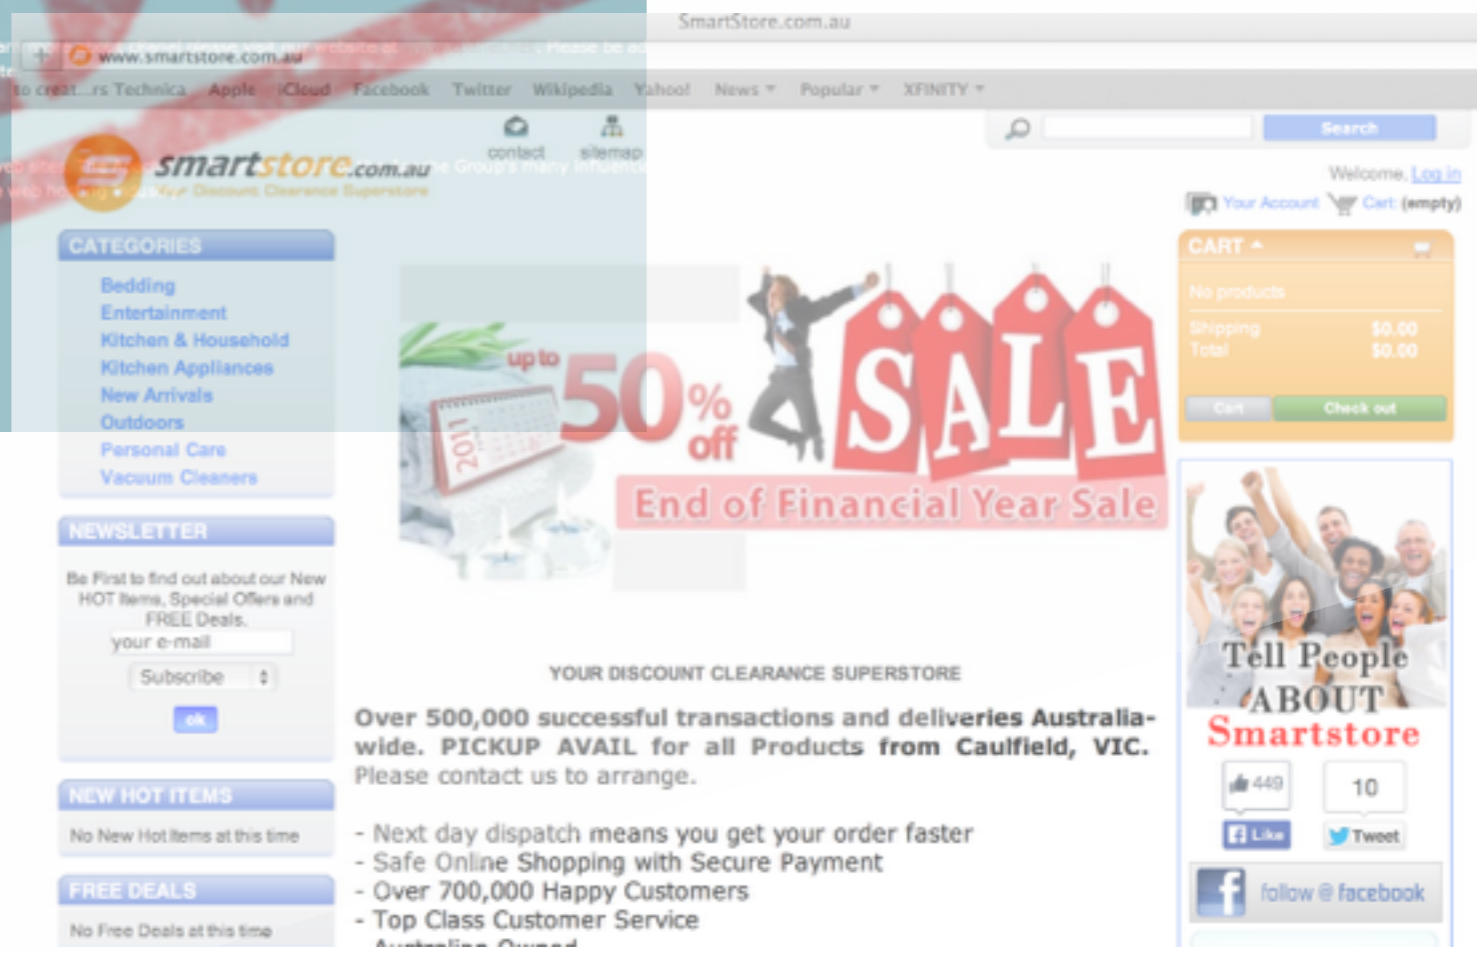 SmartStore.com.au
www.smartstore.com.au
to creat...rs Technica Apple iCloud Facebook Twitter Wikipedia Yahoo! News Popular XFINITY
contact sitemap
Search
smartstore.com.au
Your Discount Clearance Superstore
Welcome, Log in
Your Account Cart: (empty)
CATEGORIES
Bedding
Entertainment
Kitchen & Household
Kitchen Appliances
New Arrivals
Outdoors
Personal Care
Vacuum Cleaners
NEWSLETTER
Be First to find out about our New
HOT Items, Special Offers and
FREE Deals.
your e-mail
Subscribe
ok
NEW HOT ITEMS
No New Hot Items at this time
FREE DEALS
No Free Deals at this time
2011
up to
50% off
SALE
End of Financial Year Sale
YOUR DISCOUNT CLEARANCE SUPERSTORE
Over 500,000 successful transactions and deliveries Australia-
wide. PICKUP AVAIL for all Products from Caulfield, VIC.
Please contact us to arrange.
- Next day dispatch means you get your order faster
- Safe Online Shopping with Secure Payment
- Over 700,000 Happy Customers
- Top Class Customer Service
CART
No products
Shipping $0.00
Total $0.00
Cart Check out
Tell People
ABOUT
Smartstore
449 10
Like Tweet
follow @ facebook